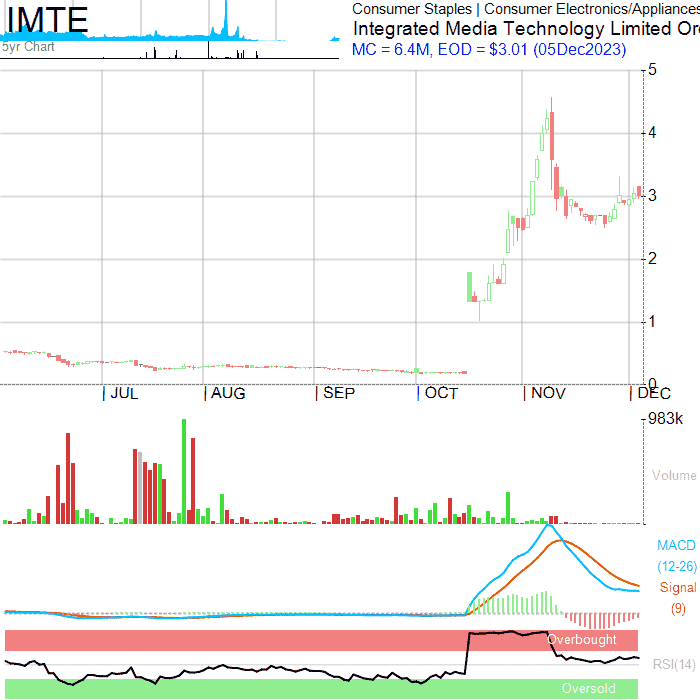 IMTE
5yr Chart
Consumer Staples | Consumer Electronics/Appliances
Integrated Media Technology Limited Or
MC = 6.4M, EOD = $3.01 (05Dec2023)
5
4
3
2
1
0
JUL AUG SEP OCT NOV DEC
983k
Volume
MACD
(12-26)
Signal
(9)
Overbought
RSI(14)
Oversold